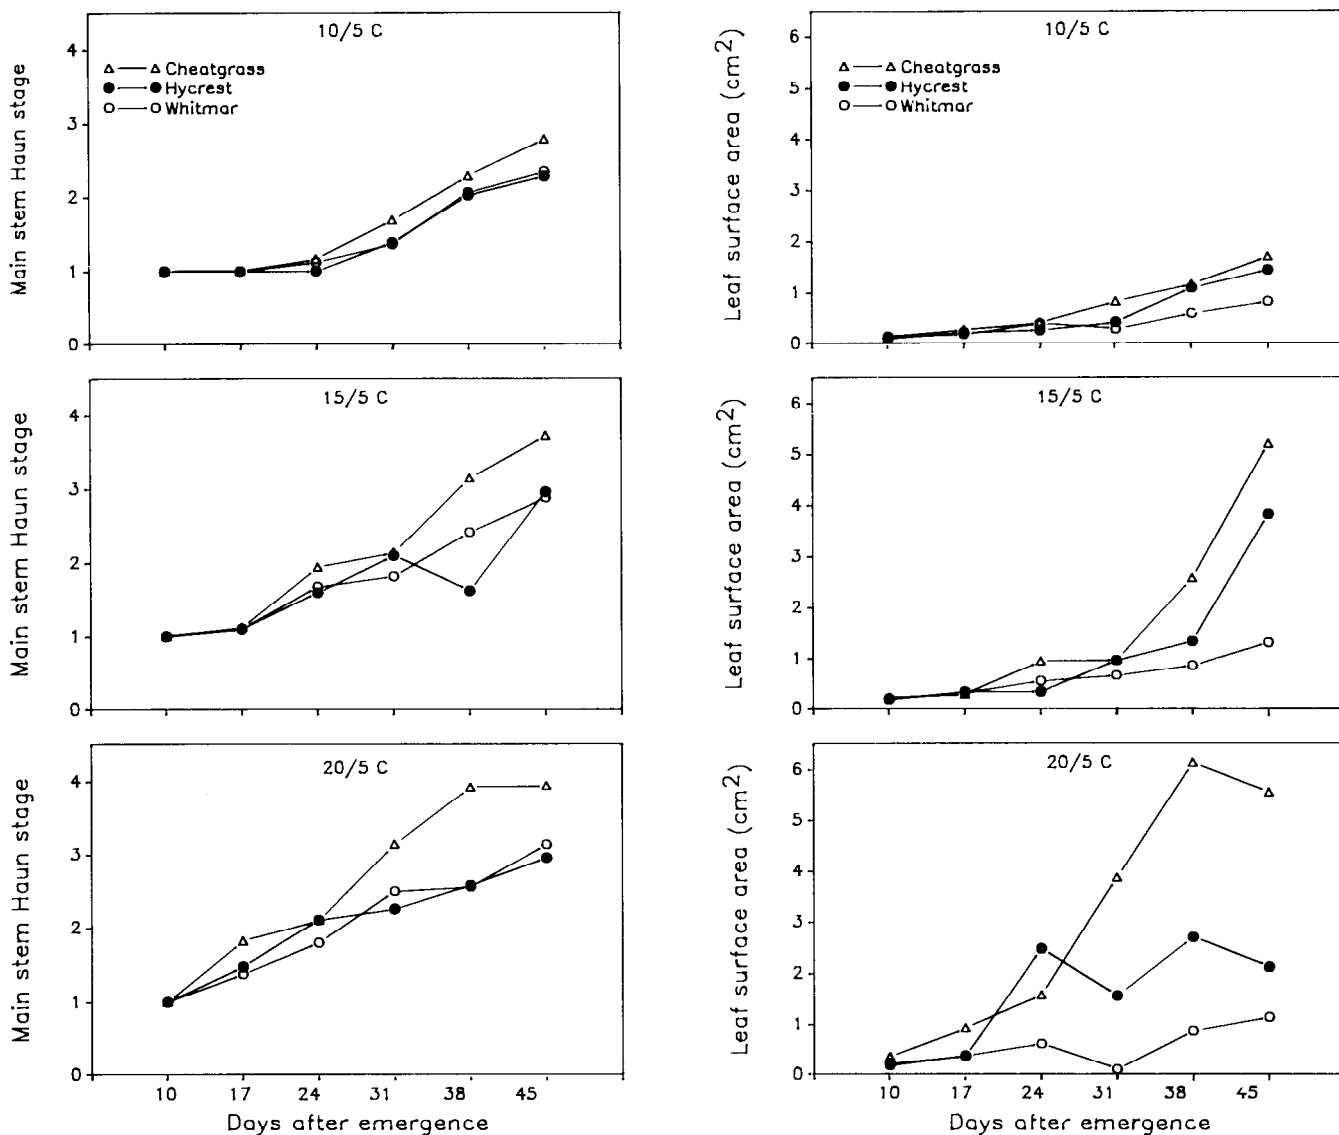 10/5 C
Cheatgrass
Hycrest
Whitmar
Main stem Haun stage
4
3
2
1
0
10/5 C
Cheatgrass
Hycrest
Whitmar
Leaf surface area (cm2)
6
5
4
3
2
1
0
15/5 C
Main stem Haun stage
4
3
2
1
0
15/5 C
Leaf surface area (cm2)
6
5
4
3
2
1
0
20/5 C
Main stem Haun stage
4
3
2
1
0
10 17 24 31 38 45
Days after emergence
20/5 C
Leaf surface area (cm2)
6
5
4
3
2
1
0
10 17 24 31 38 45
Days after emergence